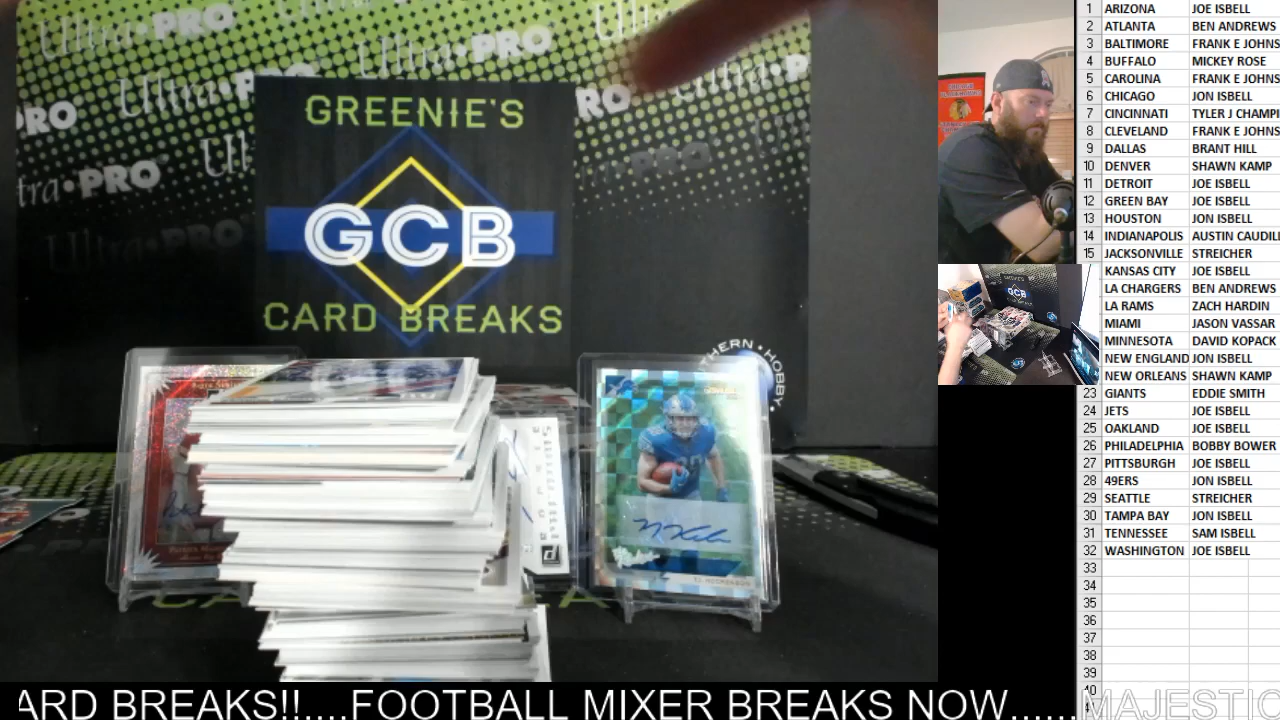 Ultra•PRO
Ultra•PRO
GREENIE'S
GCB
CARD BREAKS
1 ARIZONA JOE ISBELL
2 ATLANTA BEN ANDREWS
3 BALTIMORE FRANK E JOHNS
4 BUFFALO MICKEY ROSE
5 CAROLINA FRANK E JOHNS
6 CHICAGO JON ISBELL
7 CINCINNATI TYLER J CHAMPI
8 CLEVELAND FRANK E JOHNS
9 DALLAS BRANT HILL
10 DENVER SHAWN KAMP
11 DETROIT JOE ISBELL
12 GREEN BAY JOE ISBELL
13 HOUSTON JON ISBELL
14 INDIANAPOLIS AUSTIN CAUDILL
15 JACKSONVILLE STREICHER
KANSAS CITY JOE ISBELL
LA CHARGERS BEN ANDREWS
LA RAMS ZACH HARDIN
MIAMI JASON VASSAR
MINNESOTA DAVID KOPACK
NEW ENGLAND JON ISBELL
NEW ORLEANS SHAWN KAMP
23 GIANTS EDDIE SMITH
24 JETS JOE ISBELL
25 OAKLAND JOE ISBELL
26 PHILADELPHIA BOBBY BOWER
27 PITTSBURGH JOE ISBELL
28 49ERS JON ISBELL
29 SEATTLE STREICHER
30 TAMPA BAY JON ISBELL
31 TENNESSEE SAM ISBELL
32 WASHINGTON JOE ISBELL
33
34
35
36
37
38
39
40
ARD BREAKS!!....FOOTBALL MIXER BREAKS NOW......MAJESTIC